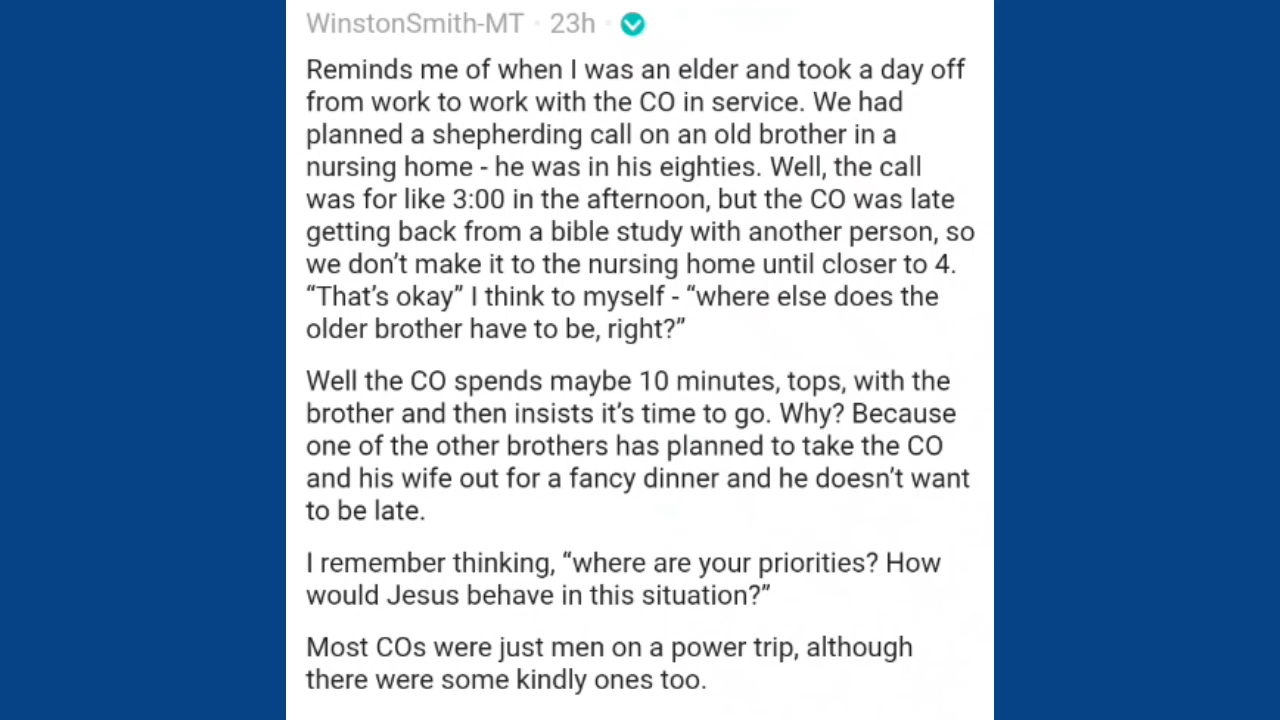 WinstonSmith-MT · 23h ·
Reminds me of when I was an elder and took a day off
from work to work with the CO in service. We had
planned a shepherding call on an old brother in a
nursing home - he was in his eighties. Well, the call
was for like 3:00 in the afternoon, but the CO was late
getting back from a bible study with another person, so
we don’t make it to the nursing home until closer to 4.
“That’s okay” I think to myself - “where else does the
older brother have to be, right?”
Well the CO spends maybe 10 minutes, tops, with the
brother and then insists it’s time to go. Why? Because
one of the other brothers has planned to take the CO
and his wife out for a fancy dinner and he doesn’t want
to be late.
I remember thinking, “where are your priorities? How
would Jesus behave in this situation?”
Most COs were just men on a power trip, although
there were some kindly ones too.